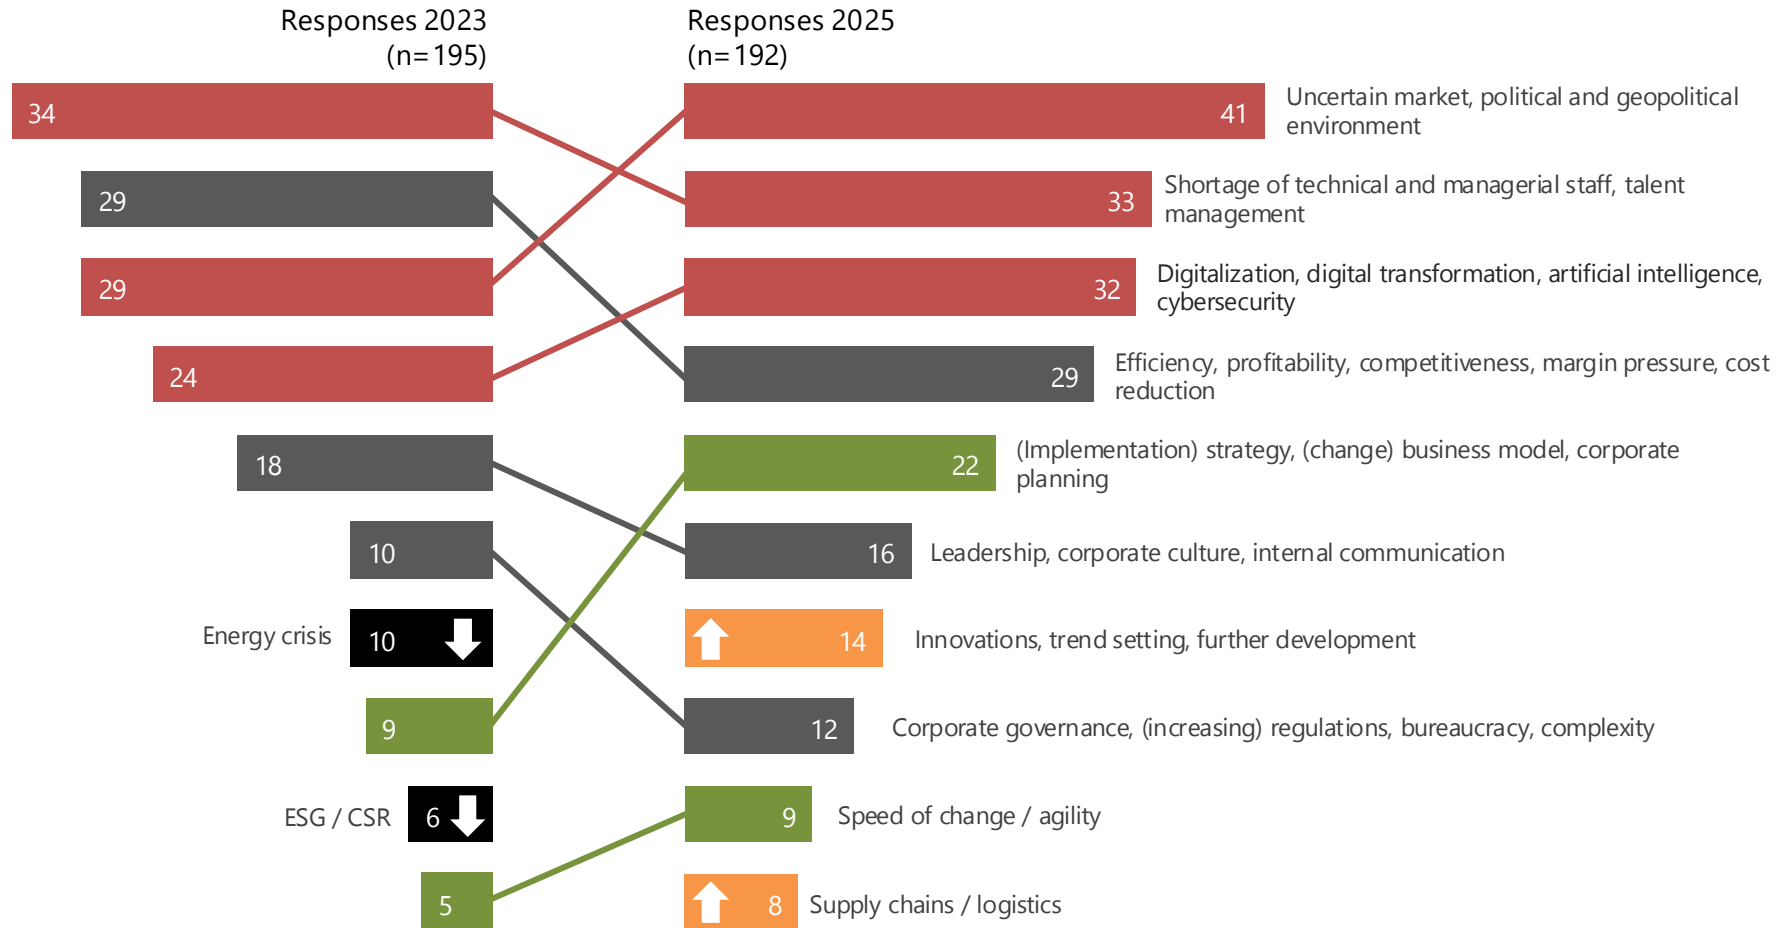 Responses 2023
(n=195)
Responses 2025
(n=192)
34
41
Uncertain market, political and geopolitical
environment
29
33
Shortage of technical and managerial staff, talent
management
29
32
Digitalization, digital transformation, artificial intelligence,
cybersecurity
24
29
Efficiency, profitability, competitiveness, margin pressure, cost
reduction
18
22
(Implementation) strategy, (change) business model, corporate
planning
10
16
Leadership, corporate culture, internal communication
Energy crisis
10
14
Innovations, trend setting, further development
9
12
Corporate governance, (increasing) regulations, bureaucracy, complexity
ESG / CSR
6
9
Speed of change / agility
5
8
Supply chains / logistics